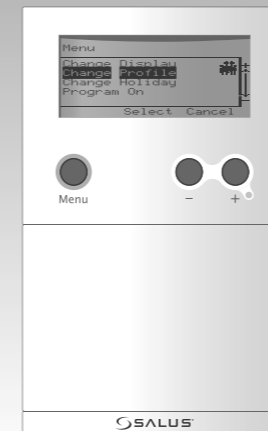 Menu
Change Display
Change Profile
Change Holiday
Program On
Select Cancel
Menu
− +
SALUS